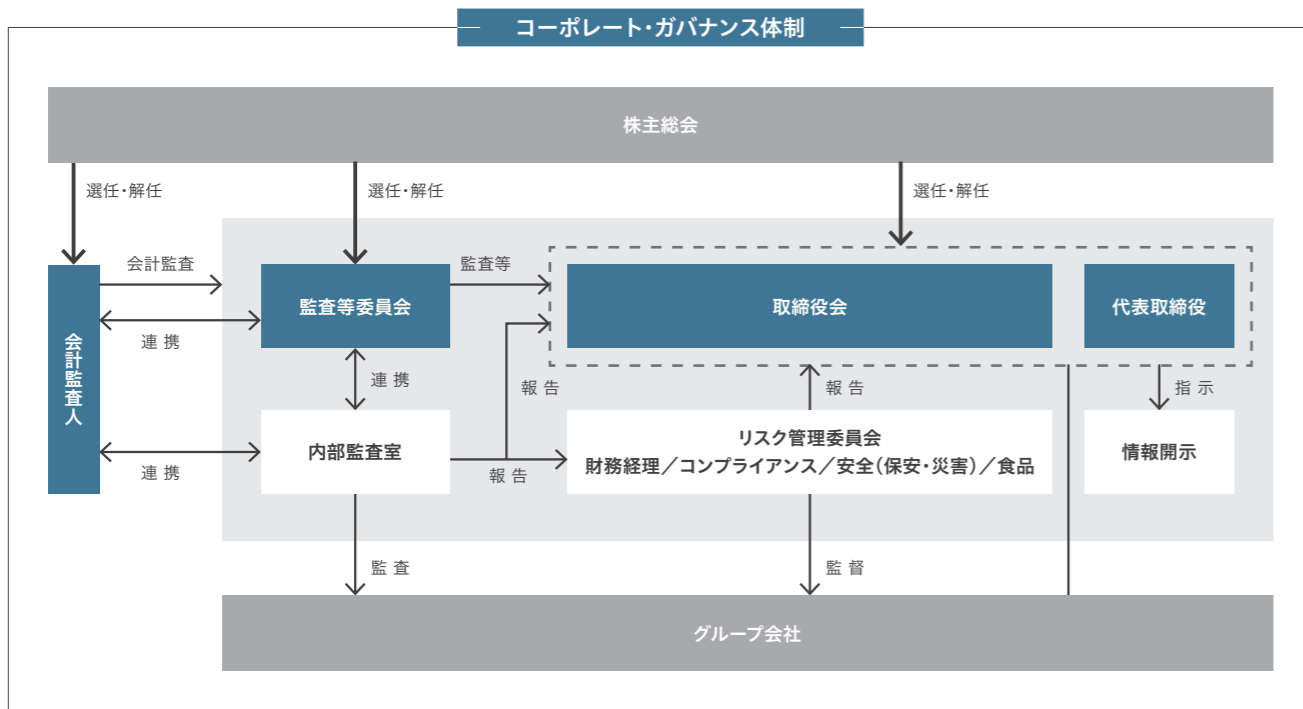 コーポレート・ガバナンス体制
株主総会
選任・解任
選任・解任
選任・解任
会計監査
監査等
監査等委員会
取締役会
代表取締役
連 携
会計監査人
連 携
報 告
報 告
指 示
内部監査室
リスク管理委員会
財務経理／コンプライアンス／安全（保安・災害）／食品
情報開示
連 携
報 告
監 査
監 督
グループ会社